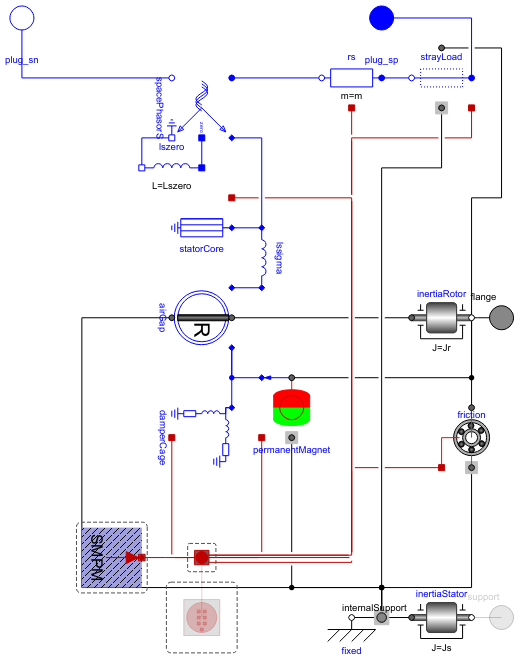 plug_sn
rs
plug_sp
strayLoad
m=m
spacePhasorS
zero
lszero
L=Lszero
statorCore
lssigma
airGap
R
inertiaRotor
flange
J=Jr
friction
damperCage
permanentMagnet
SMPM
inertiaStator
support
internalSupport
fixed
J=Js